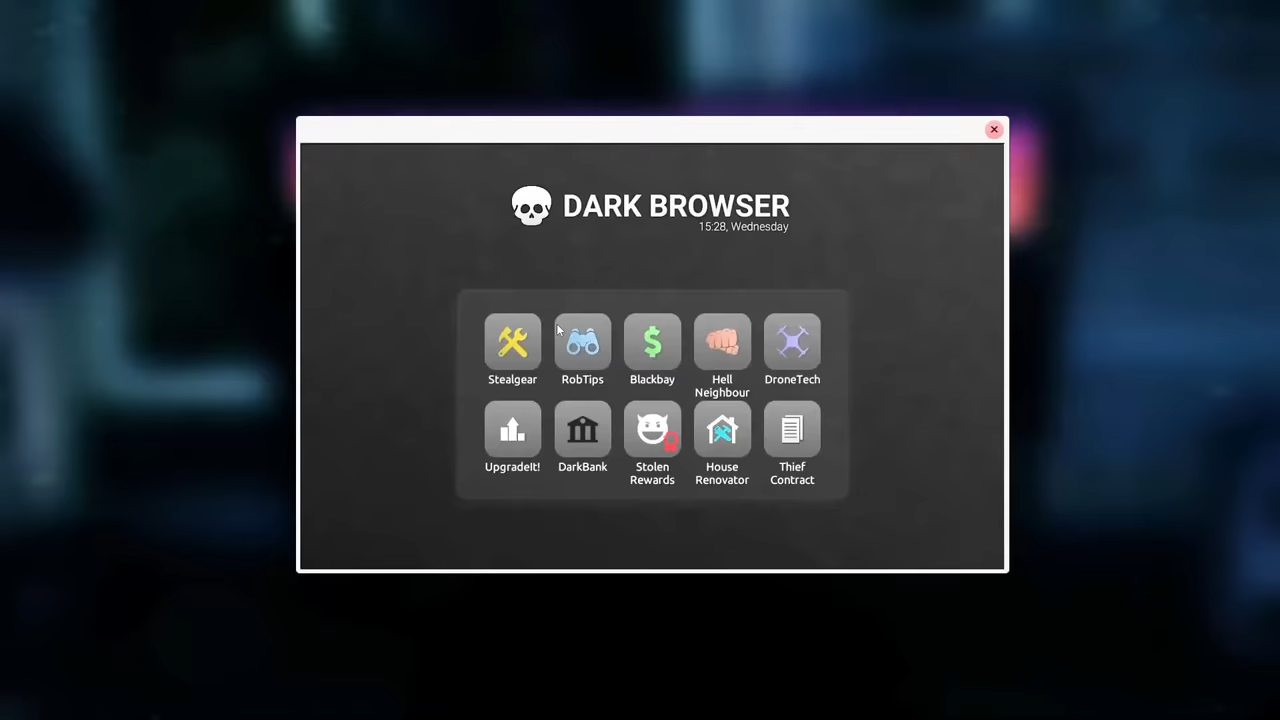 DARK BROWSER
15:28, Wednesday
Stealgear
RobTips
Blackbay
Hell
Neighbour
DroneTech
UpgradeIt!
DarkBank
Stolen
Rewards
House
Renovator
Thief
Contract